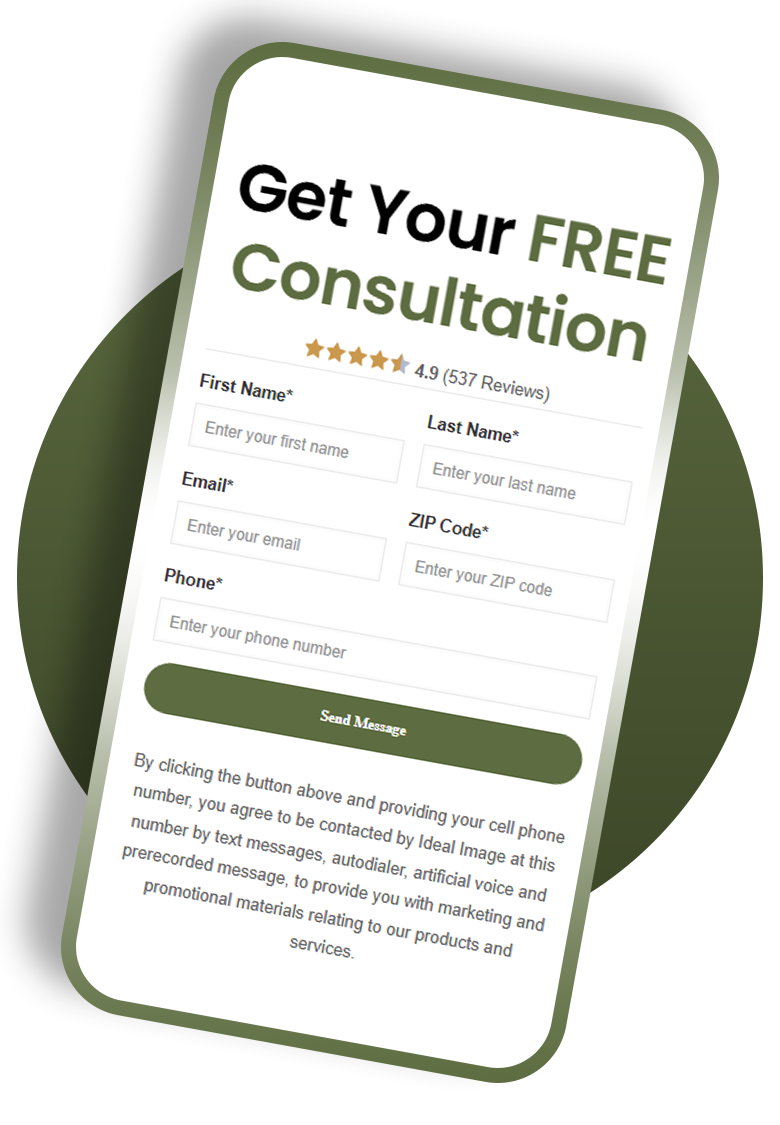 Get Your FREE
Consultation
4.9 (537 Reviews)
First Name*
Last Name*
Enter your first name
Enter your last name
Email*
ZIP Code*
Enter your email
Enter your ZIP code
Phone*
Enter your phone number
Send Message
By clicking the button above and providing your cell phone
number, you agree to be contacted by Ideal Image at this
number by text messages, autodialer, artificial voice and
prerecorded message, to provide you with marketing and
promotional materials relating to our products and
services.